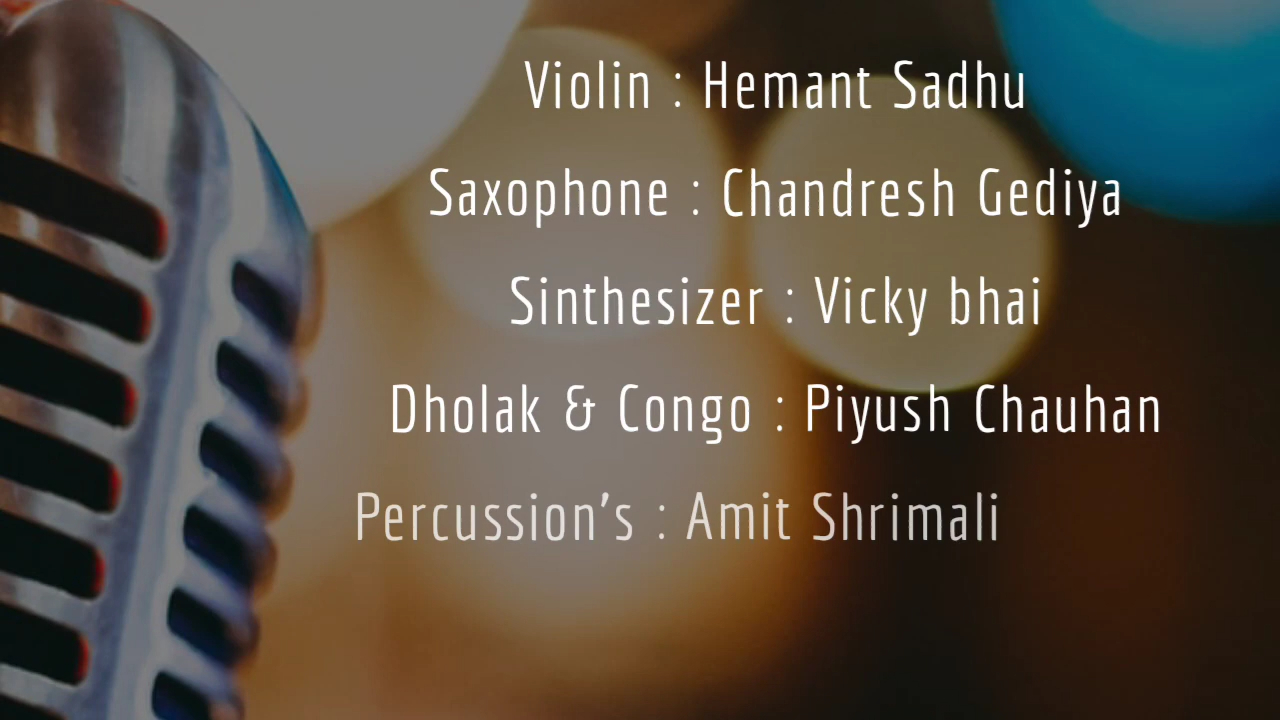 Violin : Hemant Sadhu
Saxophone : Chandresh Gediya
Sinthesizer : Vicky bhai
Dholak & Congo : Piyush Chauhan
Percussion's : Amit Shrimali